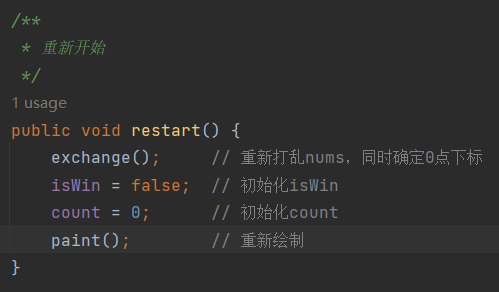 /**
 * 重新开始
 */
1 usage
public void restart() {
    exchange();     // 重新打乱nums，同时确定0点下标
    isWin = false;  // 初始化isWin
    count = 0;      // 初始化count
    paint();        // 重新绘制
}